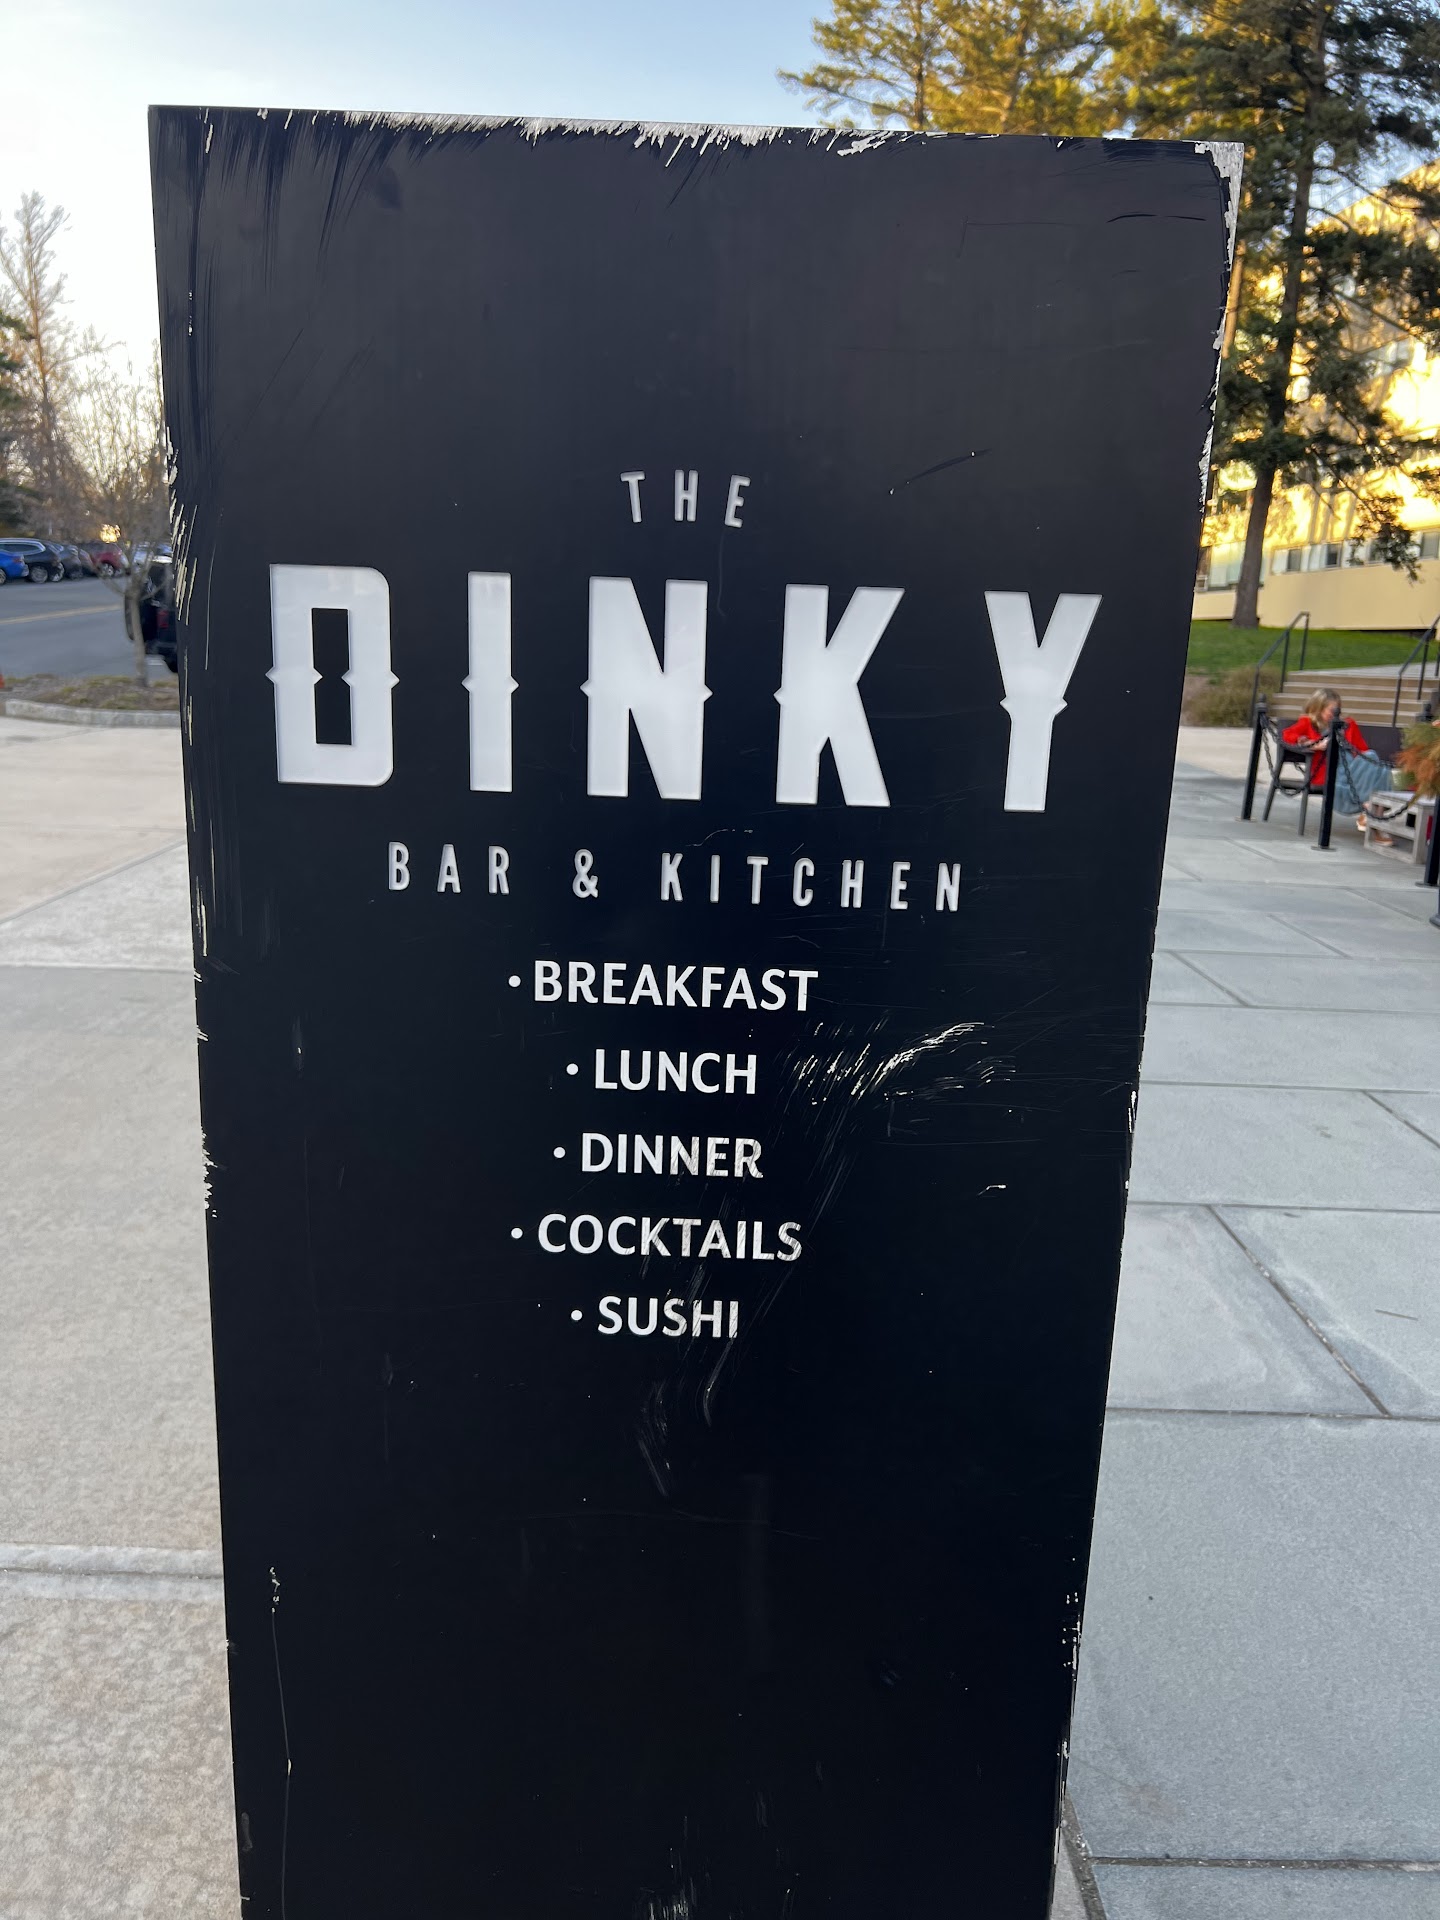 THE
DINKY
BAR & KITCHEN
• BREAKFAST
• LUNCH
• DINNER
• COCKTAILS
• SUSHI